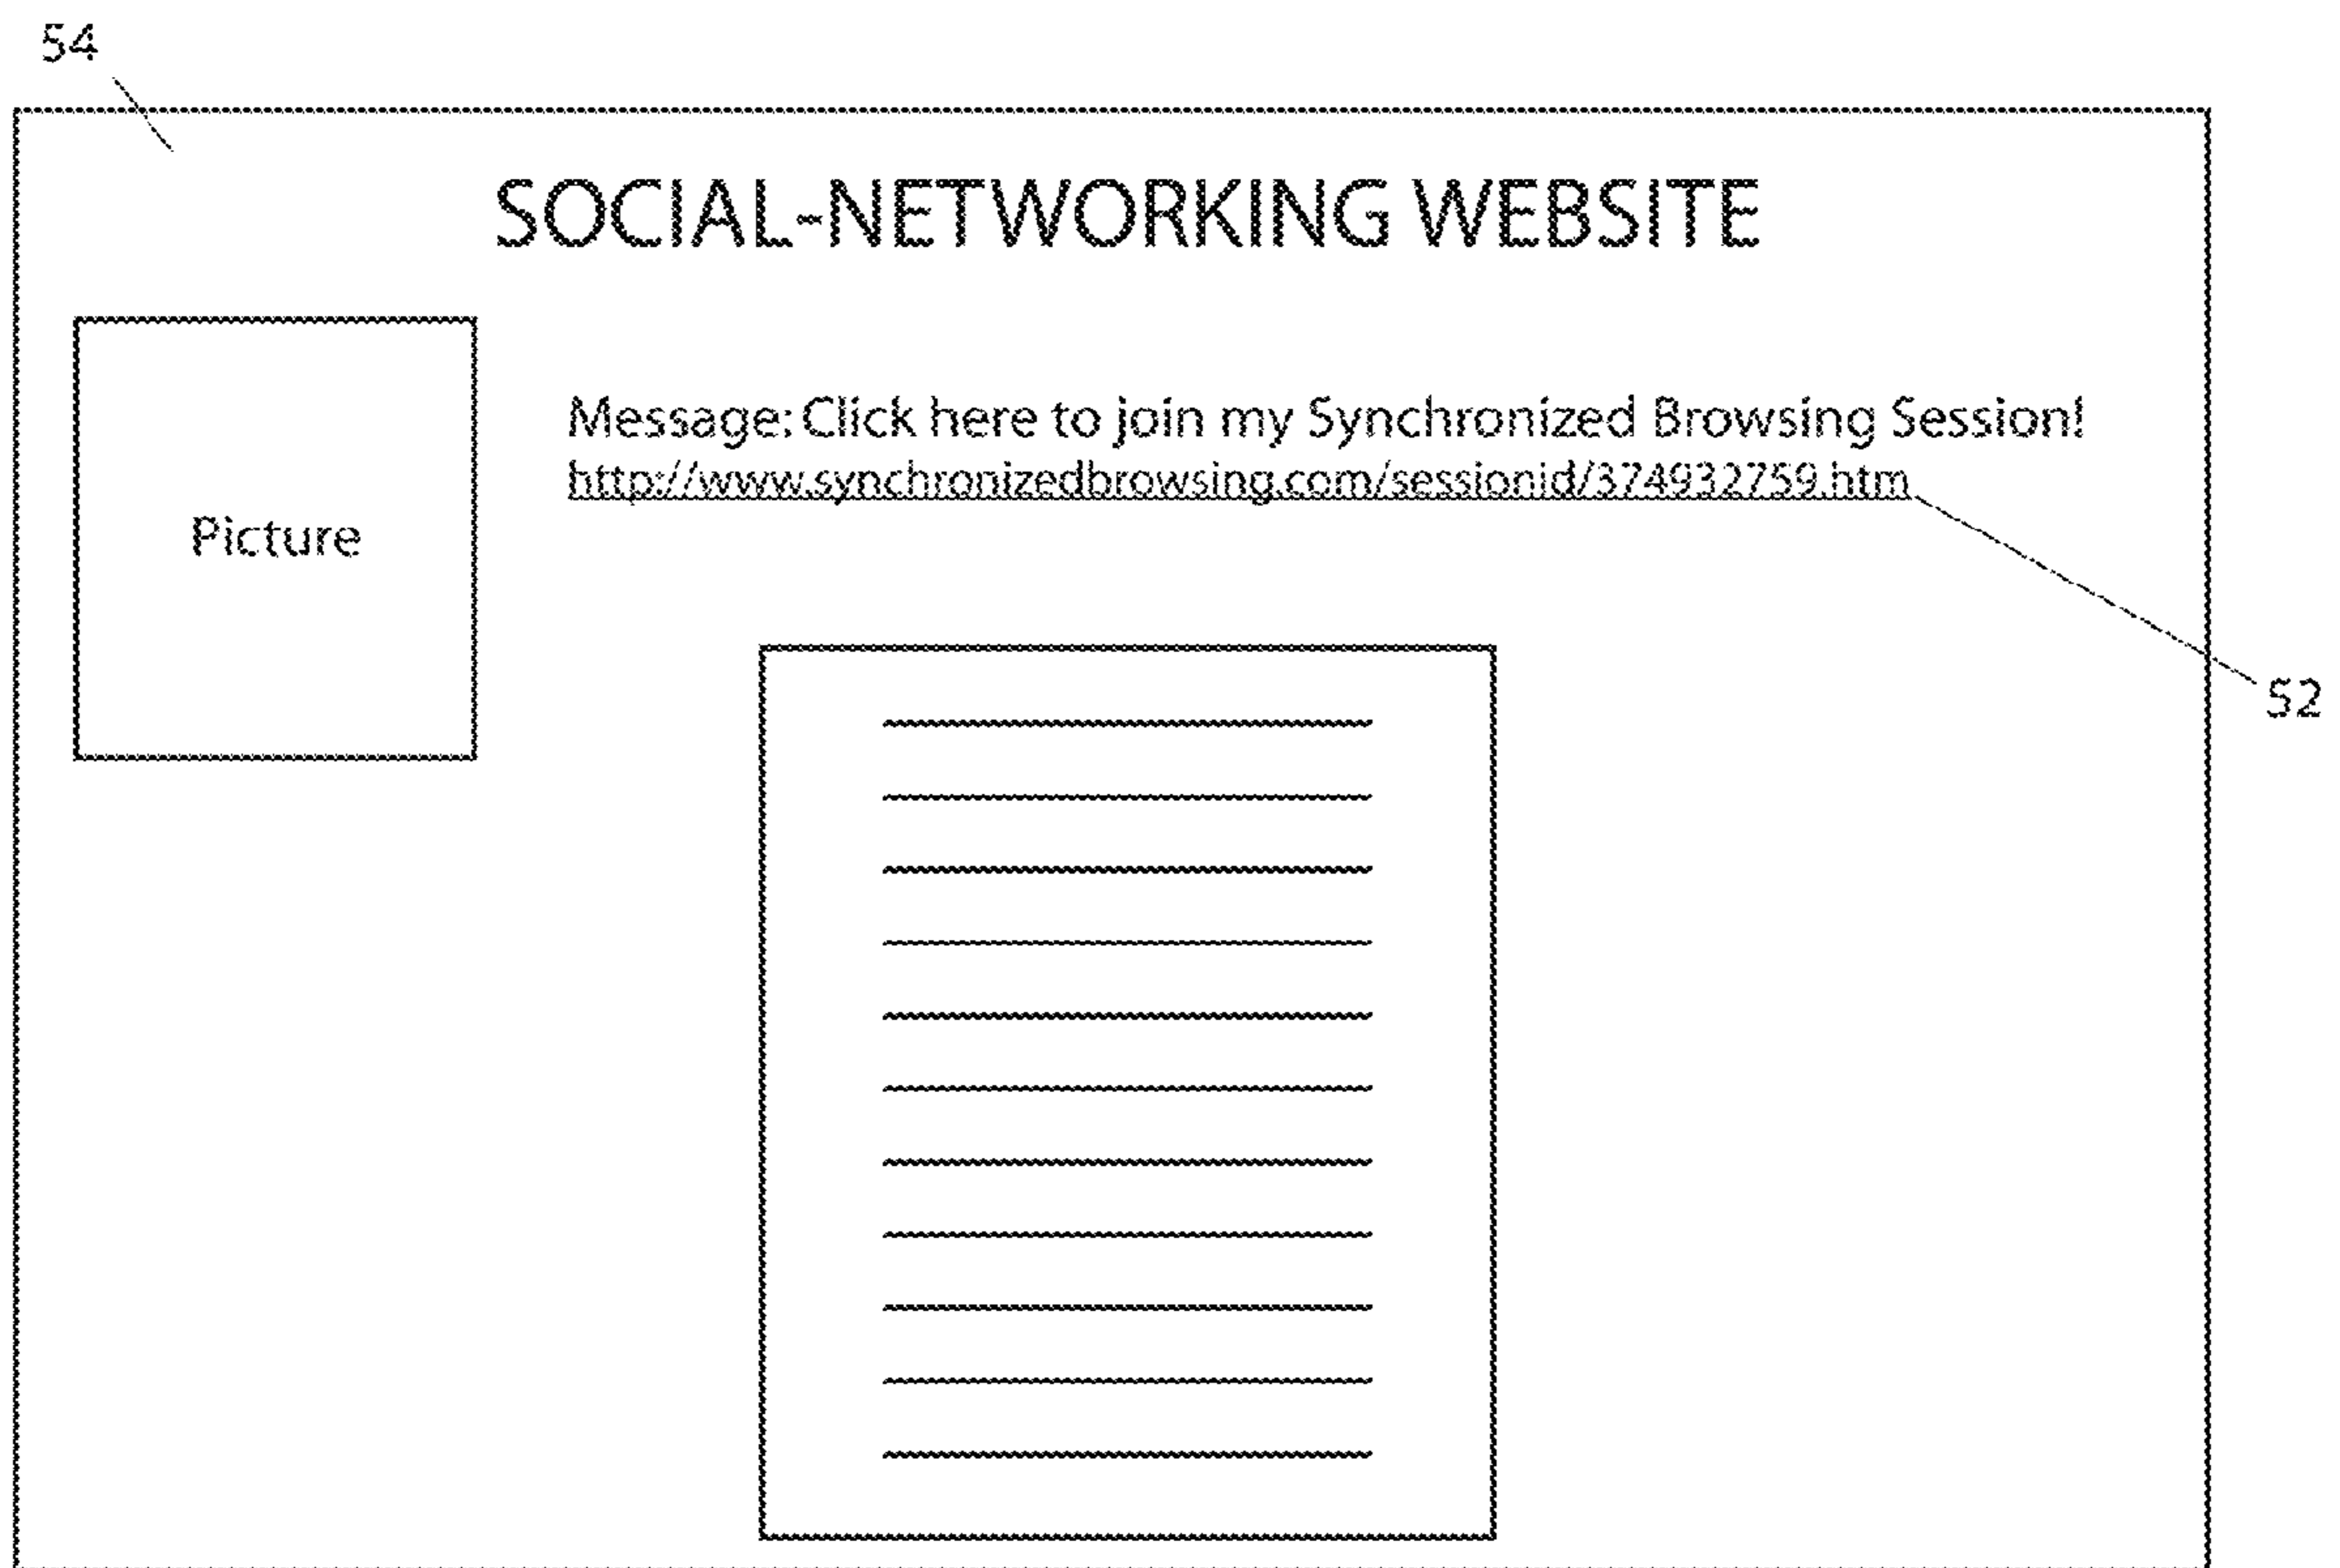 54
SOCIAL-NETWORKING WEBSITE
Message: Click here to join my Synchronized Browsing Session!
http://www.synchronizedbrowsing.com/sessionid/374932759.htm
Picture
52